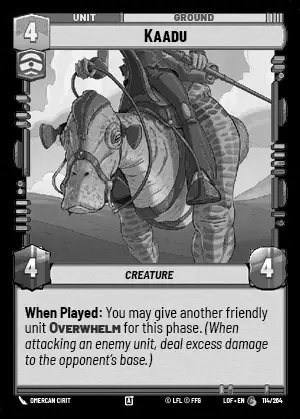 UNIT
GROUND
4
KAADU
4
CREATURE
4
When Played: You may give another friendly
unit OVERWHELM for this phase. (When
attacking an enemy unit, deal excess damage
to the opponent's base.)
OMERCAN CIRIT
© LFL © FFG
LOF • EN
114/264